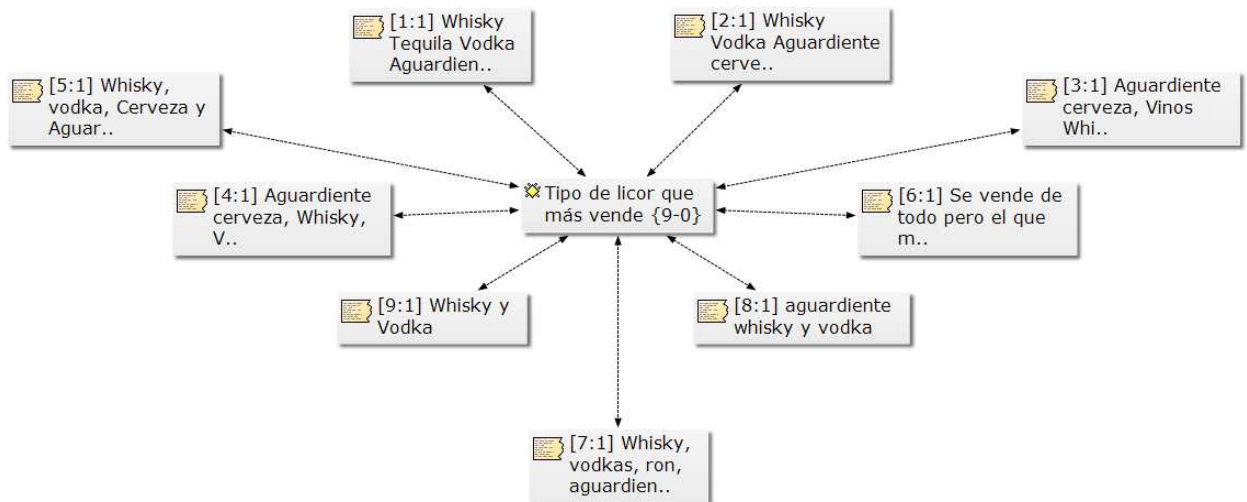 [1:1] Whisky
Tequila Vodka
Aguardien..
[2:1] Whisky
Vodka Aguardiente
cerve..
[5:1] Whisky,
vodka, Cerveza y
Aguar..
[3:1] Aguardiente
cerveza, Vinos
Whi..
[4:1] Aguardiente
cerveza, Whisky,
V..
Tipo de licor que
más vende {9-0}
[6:1] Se vende de
todo pero el que
m..
[9:1] Whisky y
Vodka
[8:1] aguardiente
whisky y vodka
[7:1] Whisky,
vodkas, ron,
aguardien..